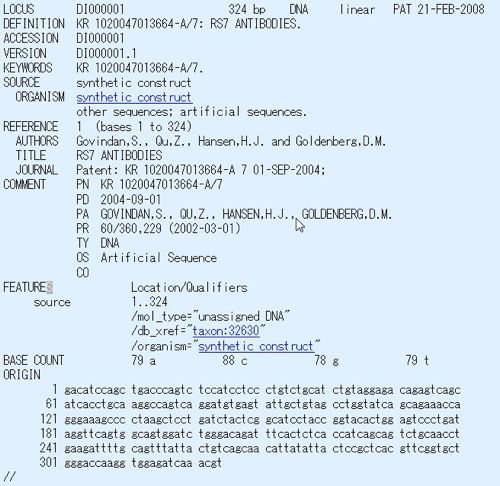 LOCUS DI000001 324 bp DNA linear PAT 21-FEB-2008
DEFINITION KR 1020047013664-A/7: RS7 ANTIBODIES.
ACCESSION DI000001
VERSION DI000001.1
KEYWORDS KR 1020047013664-A/7.
SOURCE synthetic construct
ORGANISM synthetic construct
other sequences; artificial sequences.
REFERENCE 1 (bases 1 to 324)
AUTHORS Govindan,S., Qu,Z., Hansen,H.J. and Goldenberg,D.M.
TITLE RS7 ANTIBODIES
JOURNAL Patent: KR 1020047013664-A 7 01-SEP-2004;
COMMENT PN KR 1020047013664-A/7
PD 2004-09-01
PA GOVINDAN,S., QU,Z., HANSEN,H.J., GOLDENBERG,D.M.
PR 60/360,229 (2002-03-01)
TY DNA
OS Artificial Sequence
CO
FEATURES Location/Qualifiers
source 1..324
/mol_type="unassigned DNA"
/db_xref="taxon:32630"
/organism="synthetic construct"
BASE COUNT 79 a 88 c 78 g 79 t
ORIGIN
1 gacatccagc tgacccagtc tccatcctcc ctgtctgcat ctgtaggaga cagagtcagc
61 atcacctgca aggccagtca ggatgtgagt attgctgtag cctggtatca gcagaaacca
121 gggaaagccc ctaagctcct gatctactcg gcatcctacc ggtacactgg agtccctgat
181 aggttcagtg gcagtggatc tgggacagat ttcactctca ccatcagcag tctgcaacct
241 gaagattttg cagtttatta ctgtcagcaa cattatatta ctccgctcac gttcggtgct
301 gggaccaagg tggagatcaa acgt
//